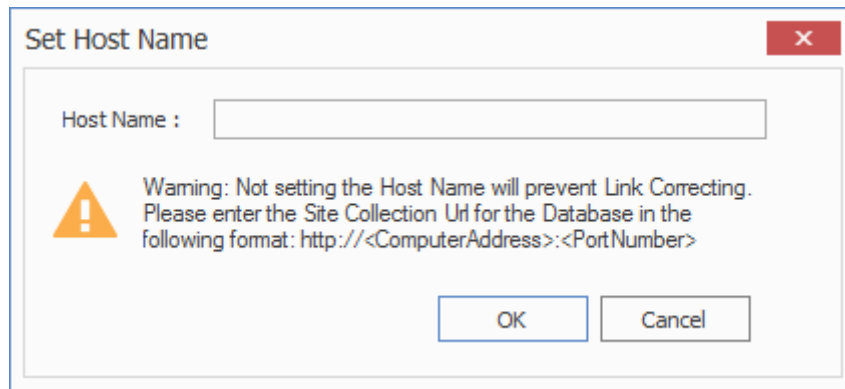 Set Host Name
Host Name :
Warning: Not setting the Host Name will prevent Link Correcting.
Please enter the Site Collection Url for the Database in the
following format: http://<ComputerAddress>:<PortNumber>
OK Cancel